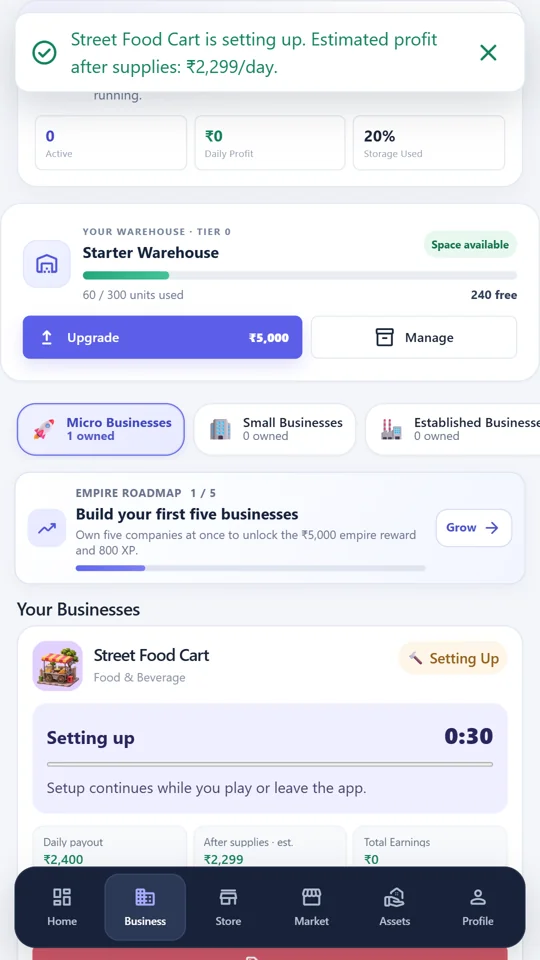 Street Food Cart is setting up. Estimated profit
after supplies: ₹2,299/day.
running.
0
Active
₹0
Daily Profit
20%
Storage Used
YOUR WAREHOUSE · TIER 0
Starter Warehouse
Space available
60 / 300 units used
240 free
Upgrade
₹5,000
Manage
Micro Businesses
1 owned
Small Businesses
0 owned
Established Businesse
0 owned
EMPIRE ROADMAP 1 / 5
Build your first five businesses
Own five companies at once to unlock the ₹5,000 empire reward
and 800 XP.
Grow
Your Businesses
Street Food Cart
Food & Beverage
Setting Up
Setting up
0:30
Setup continues while you play or leave the app.
Daily payout
₹2,400
After supplies · est.
₹2,299
Total Earnings
₹0
Home
Business
Store
Market
Assets
Profile